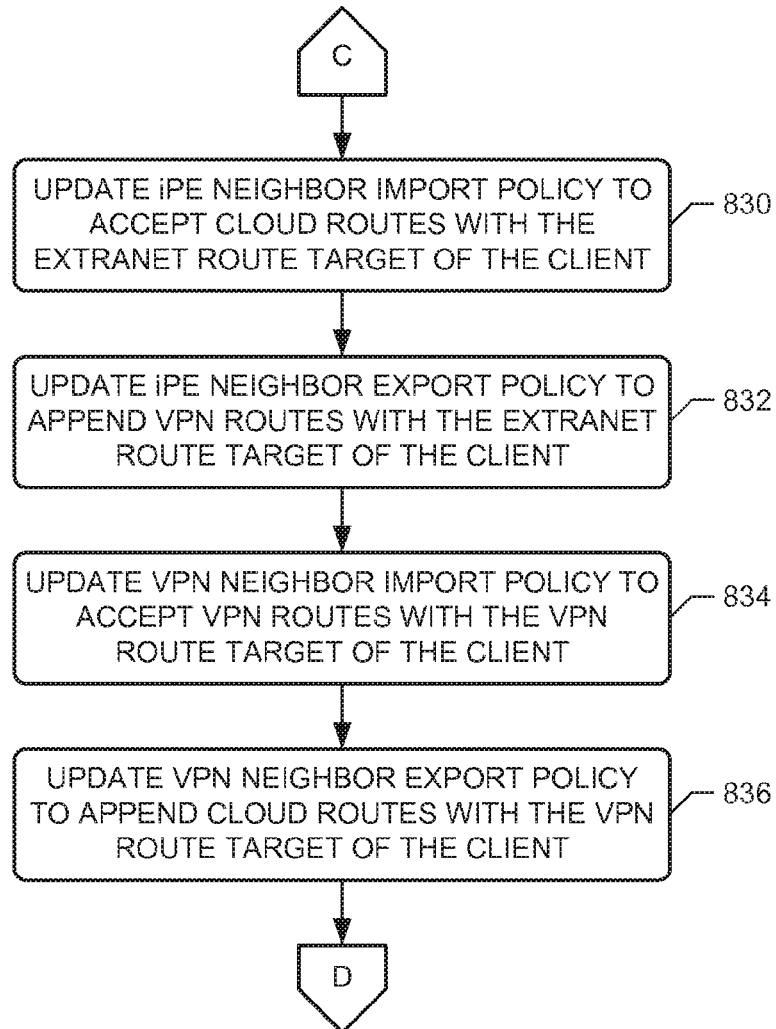 C
UPDATE iPE NEIGHBOR IMPORT POLICY TO
ACCEPT CLOUD ROUTES WITH THE
EXTRANET ROUTE TARGET OF THE CLIENT
830
UPDATE iPE NEIGHBOR EXPORT POLICY TO
APPEND VPN ROUTES WITH THE EXTRANET
ROUTE TARGET OF THE CLIENT
832
UPDATE VPN NEIGHBOR IMPORT POLICY TO
ACCEPT VPN ROUTES WITH THE VPN
ROUTE TARGET OF THE CLIENT
834
UPDATE VPN NEIGHBOR EXPORT POLICY
TO APPEND CLOUD ROUTES WITH THE VPN
ROUTE TARGET OF THE CLIENT
836
D